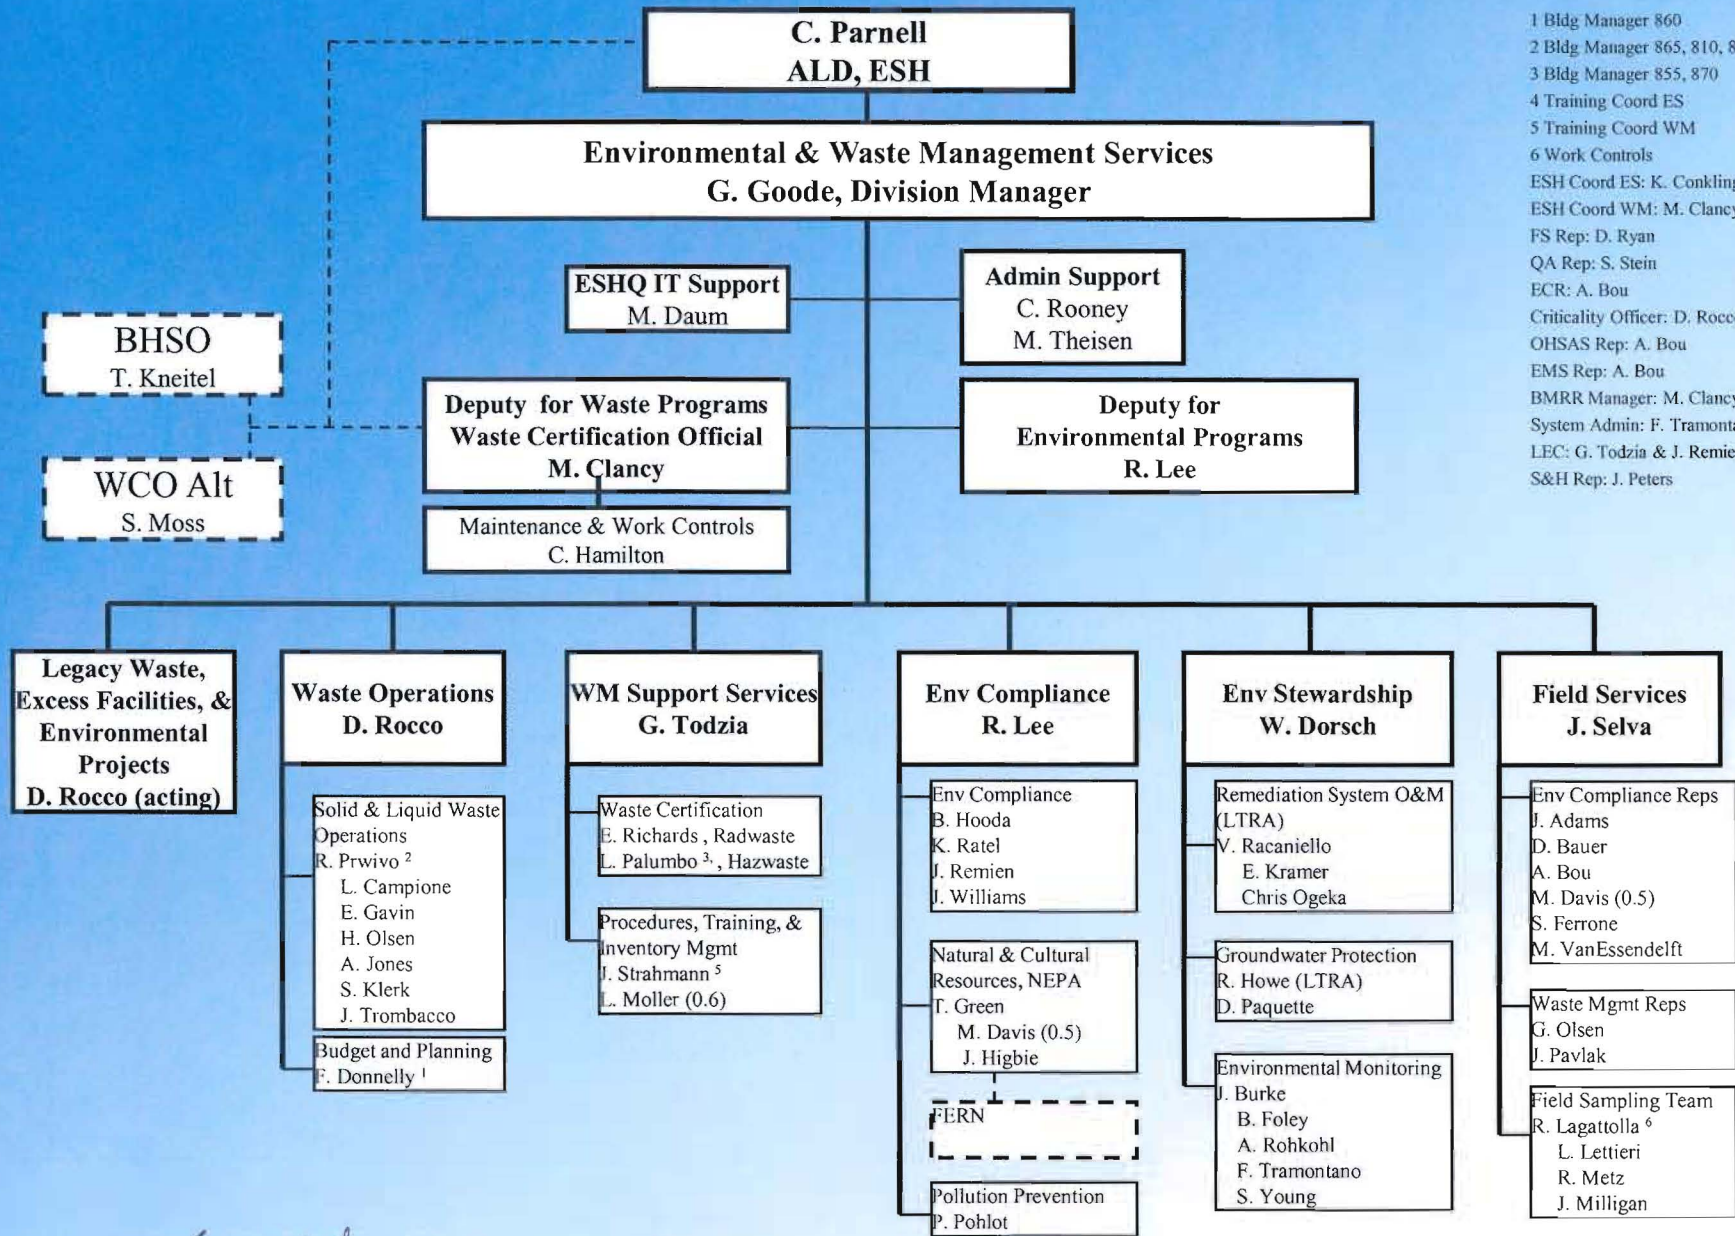 C. Parnell
ALD, ESH
Environmental & Waste Management Services
G. Goode, Division Manager
ESHQ IT Support
M. Daum
Admin Support
C. Rooney
M. Theisen
BHSO
T. Kneitel
WCO Alt
S. Moss
Deputy for Waste Programs
Waste Certification Official
M. Clancy
Deputy for
Environmental Programs
R. Lee
Maintenance & Work Controls
C. Hamilton
1 Bldg Manager 860
2 Bldg Manager 865, 810, 8
3 Bldg Manager 855, 870
4 Training Coord ES
5 Training Coord WM
6 Work Controls
ESH Coord ES: K. Conkling
ESH Coord WM: M. Clancy
FS Rep: D. Ryan
QA Rep: S. Stein
ECR: A. Bou
Criticality Officer: D. Rocc
OHSAS Rep: A. Bou
EMS Rep: A. Bou
BMRR Manager: M. Clancy
System Admin: F. Tramonta
LEC: G. Todzia & J. Remie
S&H Rep: J. Peters
Legacy Waste,
Excess Facilities, &
Environmental
Projects
D. Rocco (acting)
Waste Operations
D. Rocco
Solid & Liquid Waste
Operations
R. Prwivo 2
L. Campione
E. Gavin
H. Olsen
A. Jones
S. Klerk
J. Trombacco
Budget and Planning
F. Donnelly 1
WM Support Services
G. Todzia
Waste Certification
E. Richards , Radwaste
L. Palumbo 3, , Hazwaste
Procedures, Training, &
Inventory Mgmt
J. Strahmann 5
L. Moller (0.6)
Env Compliance
R. Lee
Env Compliance
B. Hooda
K. Ratel
J. Remien
J. Williams
Natural & Cultural
Resources, NEPA
T. Green
M. Davis (0.5)
J. Higbie
FERN
Pollution Prevention
P. Pohlot
Env Stewardship
W. Dorsch
Remediation System O&M
(LTRA)
V. Racaniello
E. Kramer
Chris Ogeka
Groundwater Protection
R. Howe (LTRA)
D. Paquette
Environmental Monitoring
J. Burke
B. Foley
A. Rohkohl
F. Tramontano
S. Young
Field Services
J. Selva
Env Compliance Reps
J. Adams
D. Bauer
A. Bou
M. Davis (0.5)
S. Ferrone
M. VanEssendelft
Waste Mgmt Reps
G. Olsen
J. Pavlak
Field Sampling Team
R. Lagattolla 6
L. Lettieri
R. Metz
J. Milligan